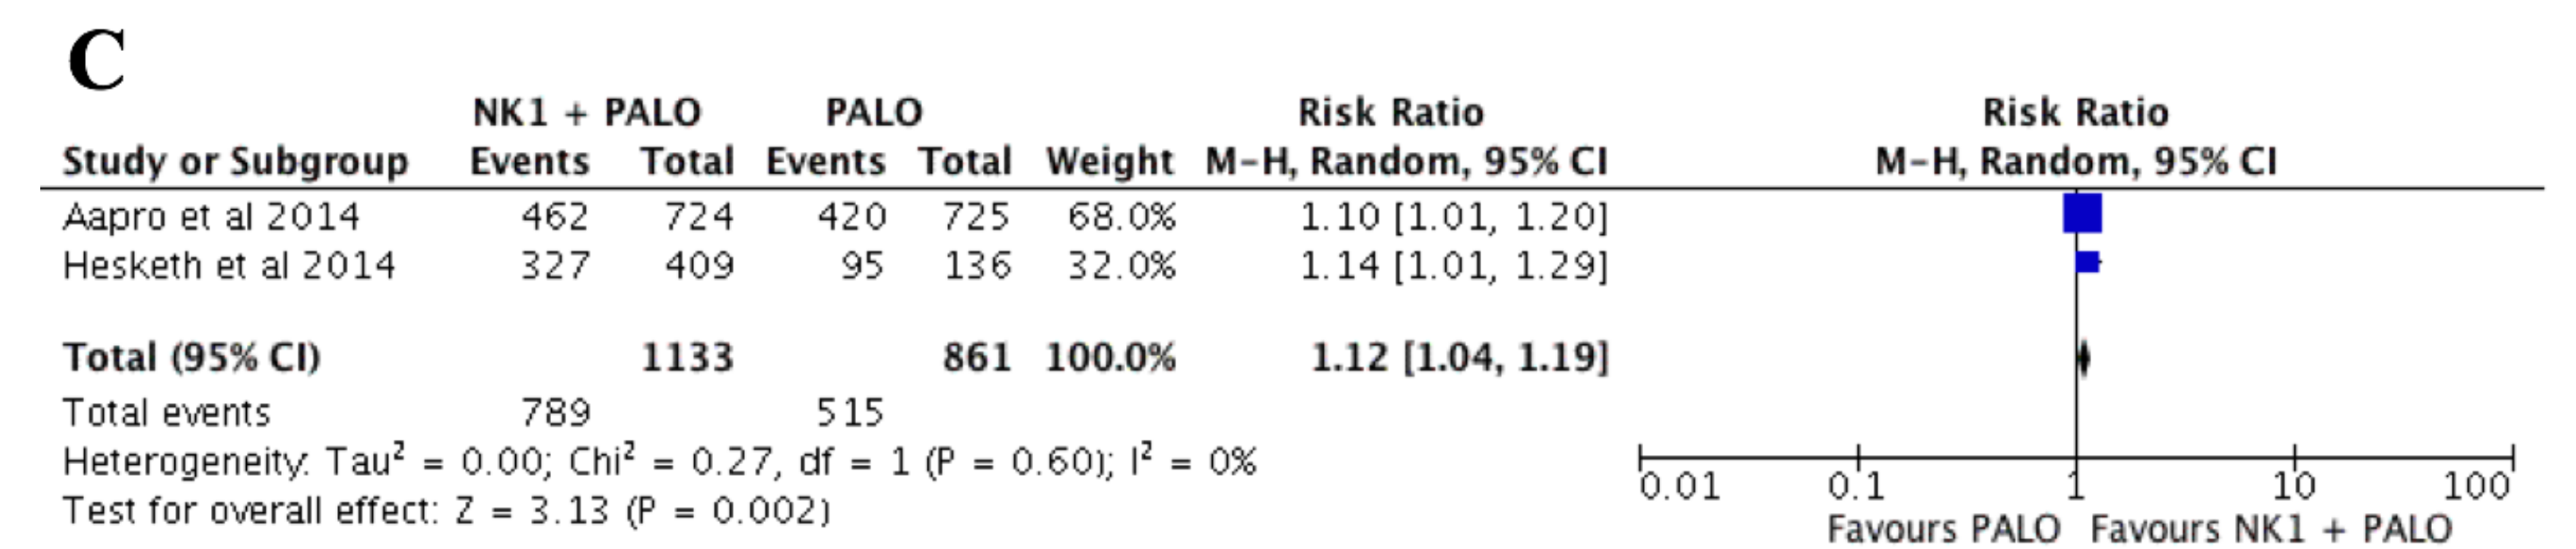 C
NK1 + PALO PALO Risk Ratio Risk Ratio
Study or Subgroup Events Total Events Total Weight M-H, Random, 95% CI M-H, Random, 95% CI
Aapro et al 2014 462 724 420 725 68.0% 1.10 [1.01, 1.20]
Hesketh et al 2014 327 409 95 136 32.0% 1.14 [1.01, 1.29]
Total (95% CI) 1133 861 100.0% 1.12 [1.04, 1.19]
Total events 789 515
Heterogeneity: Tau² = 0.00; Chi² = 0.27, df = 1 (P = 0.60); I² = 0%
Test for overall effect: Z = 3.13 (P = 0.002)
0.01 0.1 1 10 100
Favours PALO Favours NK1 + PALO